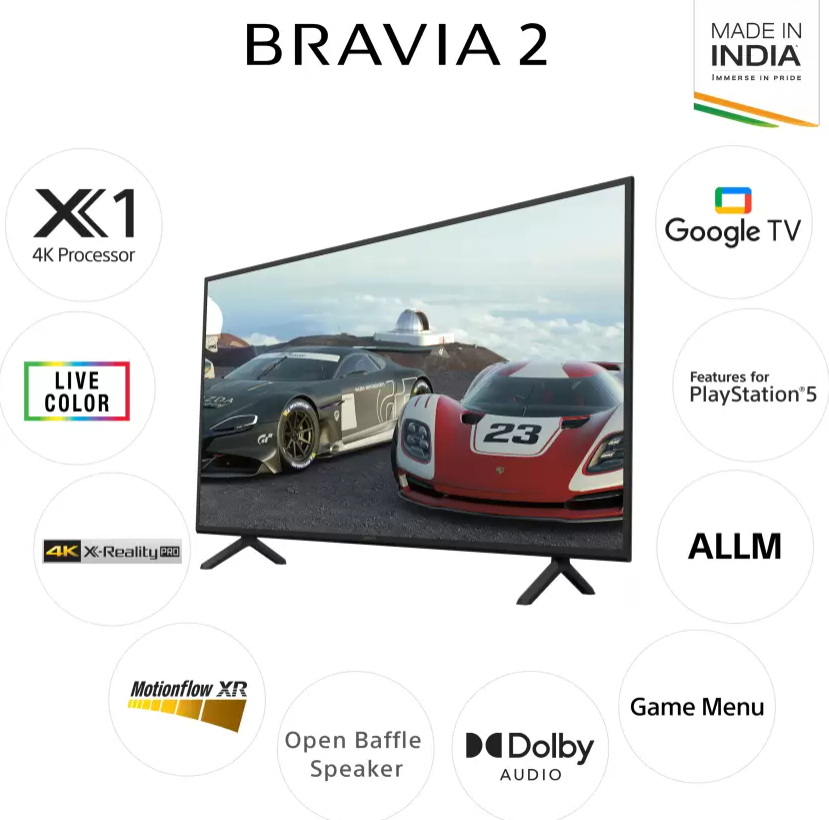 BRAVIA 2
MADE IN
INDIA
IMMERSE IN PRIDE
X1
4K Processor
Google TV
LIVE
COLOR
Features for
PlayStation®5
23
4K X-Reality PRO
ALLM
Motionflow XR
Game Menu
Open Baffle
Speaker
Dolby
AUDIO